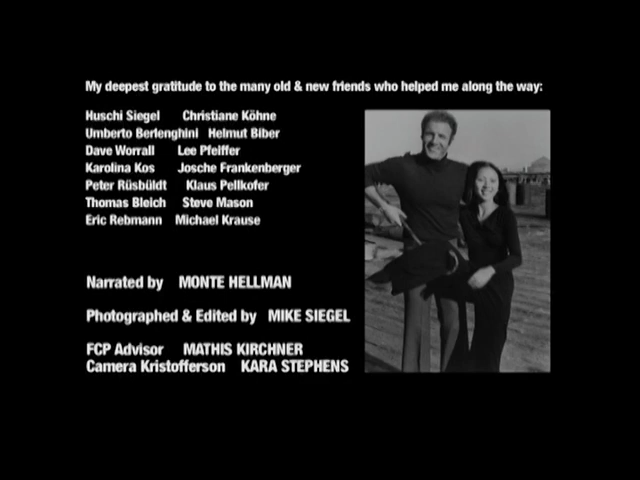 My deepest gratitude to the many old & new friends who helped me along the way:
Huschi Siegel Christiane Köhne
Umberto Berlenghini Helmut Biber
Dave Worrall Lee Pfeiffer
Karolina Kos Josche Frankenberger
Peter Rüsbüldt Klaus Pellkofer
Thomas Bleich Steve Mason
Eric Rebmann Michael Krause
Narrated by MONTE HELLMAN
Photographed & Edited by MIKE SIEGEL
FCP Advisor MATHIS KIRCHNER
Camera Kristofferson KARA STEPHENS